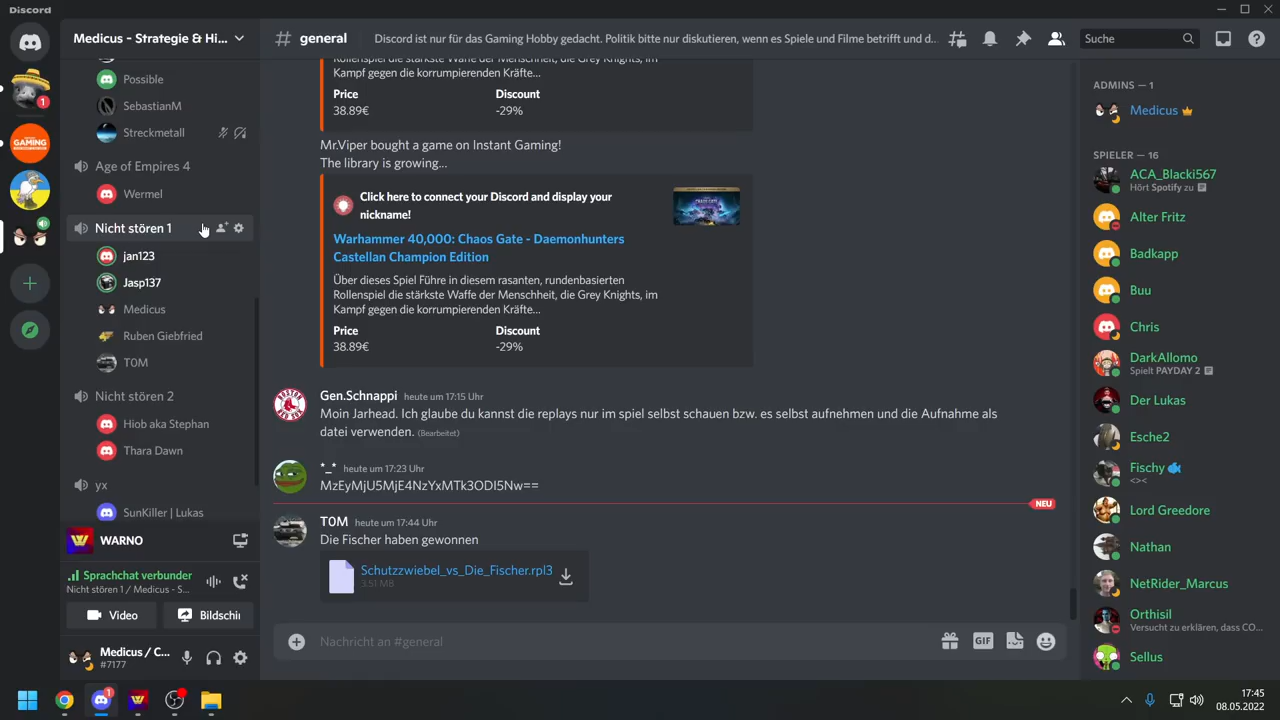 Discord
Medicus - Strategie & Hi...
Possible
SebastianM
Streckmetall
Age of Empires 4
Wermel
Nicht stören 1
jan123
Jasp137
Medicus
Ruben Giebfried
T0M
Nicht stören 2
Hiob aka Stephan
Thara Dawn
yx
SunKiller | Lukas
WARNO
Sprachchat verbunder
Nicht stören 1 / Medicus - S...
Video
Bildschii
Medicus / C...
#7177
1
GAMING
# general
Discord ist nur für das Gaming Hobby gedacht. Politik bitte nur diskutieren, wenn es Spiele und Filme betrifft und d...
Suche
Rollenspiel die stärkste Waffe der Menschheit, die Grey Knights, im
Kampf gegen die korrumpierenden Kräfte...
Price
Discount
38.89€
-29%
Mr.Viper bought a game on Instant Gaming!
The library is growing...
Click here to connect your Discord and display your
nickname!
Warhammer 40,000: Chaos Gate - Daemonhunters
Castellan Champion Edition
Über dieses Spiel Führe in diesem rasanten, rundenbasierten
Rollenspiel die stärkste Waffe der Menschheit, die Grey Knights, im
Kampf gegen die korrumpierenden Kräfte...
Price
Discount
38.89€
-29%
Gen.Schnappi heute um 17:15 Uhr
Moin Jarhead. Ich glaube du kannst die replays nur im spiel selbst schauen bzw. es selbst aufnehmen und die Aufnahme als
datei verwenden. (Bearbeitet)
*_* heute um 17:23 Uhr
MzEyMjU5MjE4NzYxMTk3ODI5Nw==
NEU
T0M heute um 17:44 Uhr
Die Fischer haben gewonnen
Schutzzwiebel_vs_Die_Fischer.rpl3
3.51 MB
Nachricht an #general
GIF
ADMINS — 1
Medicus
SPIELER — 16
ACA_Blacki567
Hört Spotify zu
Alter Fritz
Badkapp
Buu
Chris
DarkAllomo
Spielt PAYDAY 2
Der Lukas
Esche2
Fischy
<><
Lord Greedore
Nathan
NetRider_Marcus
Orthisil
Versucht zu erklären, dass CO...
Sellus
1
17:45
08.05.2022